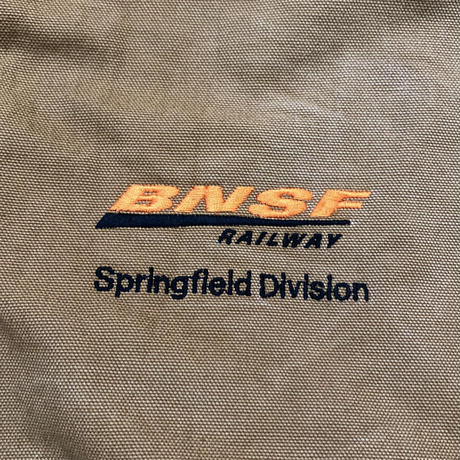 BNSF
RAILWAY
Springfield Division